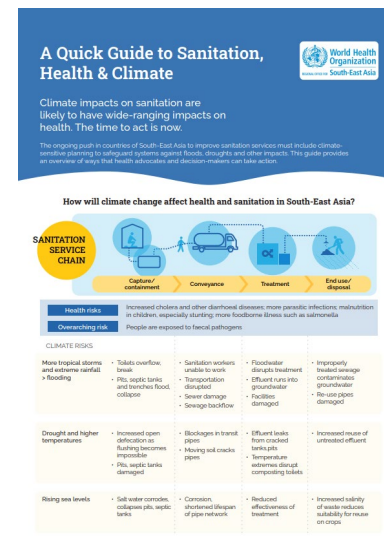 A Quick Guide to Sanitation,
Health & Climate
World Health
Organization
REGIONAL OFFICE FOR South-East Asia
Climate impacts on sanitation are
likely to have wide-ranging impacts on
health. The time to act is now.
The ongoing push in countries of South-East Asia to improve sanitation services must include climate-
sensitive planning to safeguard systems against floods, droughts and other impacts. This guide provides
an overview of ways that health advocates and decision-makers can take action
How will climate change affect health and sanitation in South-East Asia?
SANITATION
SERVICE
CHAIN
Capture/
containment
Conveyance
Treatment
End use/
disposal
Health risks
Increased cholera and other diarrhoeal diseases; more parasitic infections; malnutrition
in children, especially stunting; more foodborne illness such as salmonella
Overarching risk
People are exposed to faecal pathogens
CLIMATE RISKS
More tropical storms
and extreme rainfall
> flooding
• Toilets overflow,
break
• Pits, septic tanks
and trenches flood,
collapse
• Sanitation workers
unable to work
• Transportation
disrupted
• Sewer damage
• Sewage backflow
• Floodwater
disrupts treatment
• Effluent runs into
groundwater
• Facilities
damaged
• Improperly
treated sewage
contaminates
groundwater
• Re-use pipes
damaged
Drought and higher
temperatures
• Increased open
defecation as
flushing becomes
impossible
• Pits, septic tanks
damaged
• Blockages in transit
pipes
• Moving soil cracks
pipes
• Effluent leaks
from cracked
tanks,pits
• Temperature
extremes disrupt
composting toilets
• Increased reuse of
untreated effluent
Rising sea levels
• Salt water corrodes,
collapses pits, septic
tanks
• Corrosion,
shortened lifespan
of pipe network
• Reduced
effectiveness of
treatment
• Increased salinity
of waste reduces
suitability for reuse
on crops